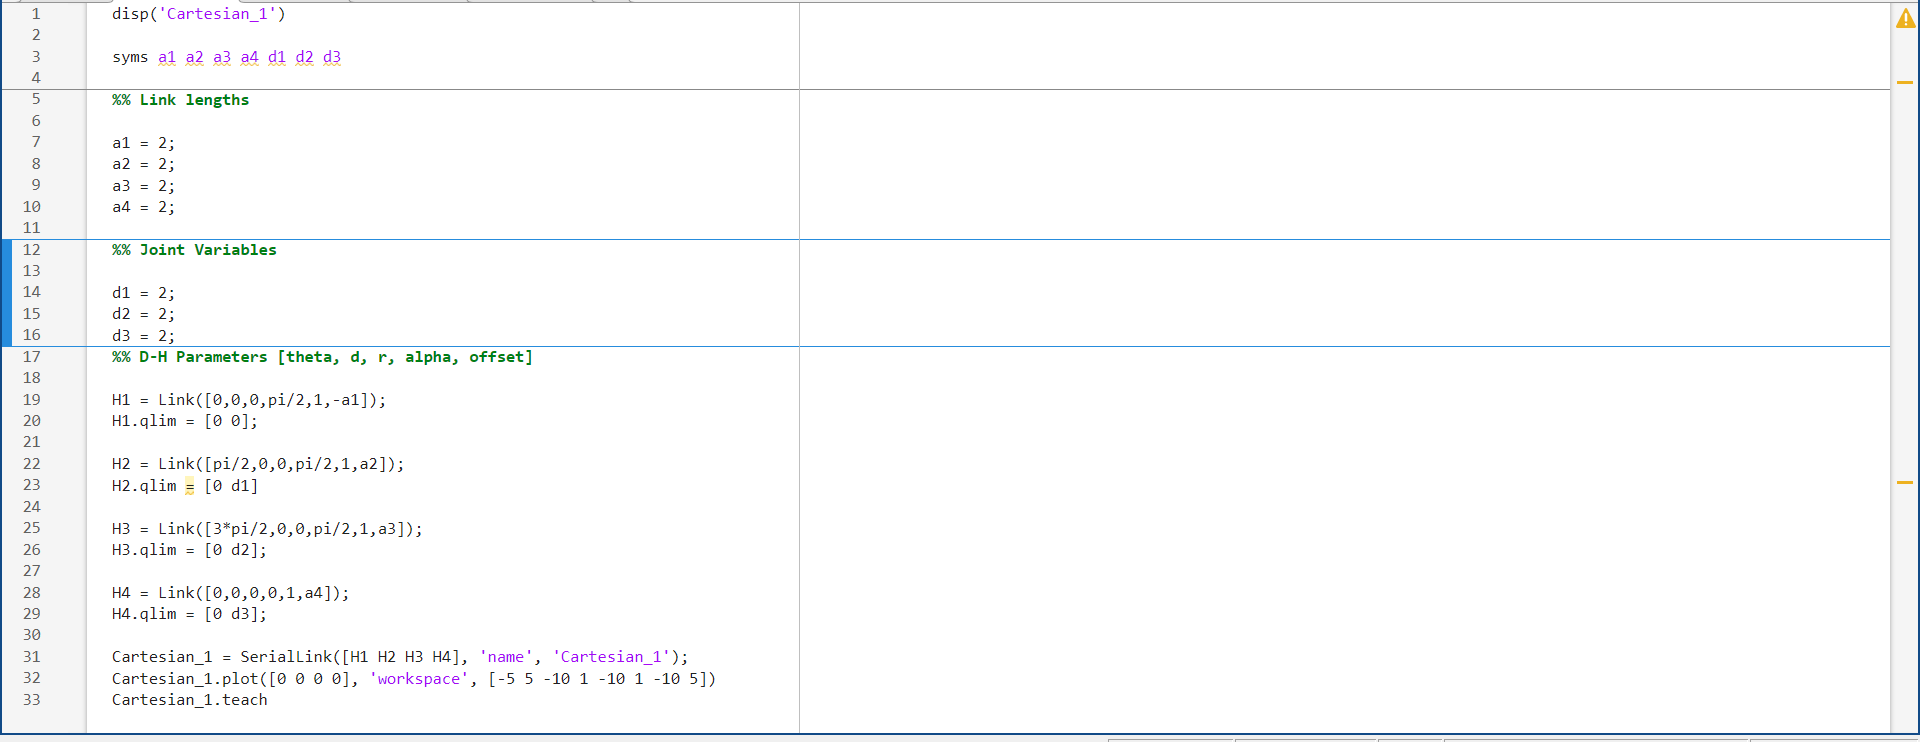 1 disp('Cartesian_1')
2
3 syms a1 a2 a3 a4 d1 d2 d3
4
5 %% Link lengths
6
7 a1 = 2;
8 a2 = 2;
9 a3 = 2;
10 a4 = 2;
11
12 %% Joint Variables
13
14 d1 = 2;
15 d2 = 2;
16 d3 = 2;
17 %% D-H Parameters [theta, d, r, alpha, offset]
18
19 H1 = Link([0,0,0,pi/2,1,-a1]);
20 H1.qlim = [0 0];
21
22 H2 = Link([pi/2,0,0,pi/2,1,a2]);
23 H2.qlim = [0 d1]
24
25 H3 = Link([3*pi/2,0,0,pi/2,1,a3]);
26 H3.qlim = [0 d2];
27
28 H4 = Link([0,0,0,0,1,a4]);
29 H4.qlim = [0 d3];
30
31 Cartesian_1 = SerialLink([H1 H2 H3 H4], 'name', 'Cartesian_1');
32 Cartesian_1.plot([0 0 0 0], 'workspace', [-5 5 -10 1 -10 1 -10 5])
33 Cartesian_1.teach